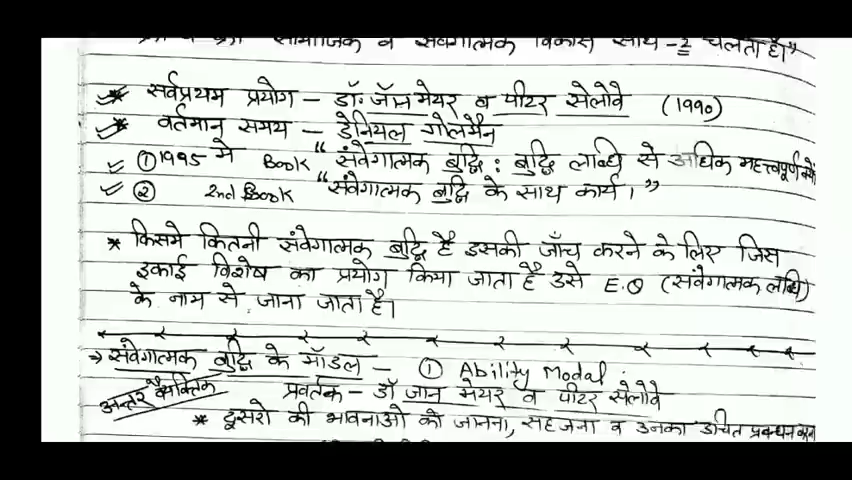 सामाजिक व संवेगात्मक विकास साथ-2 चलता है।”
* सर्वप्रथम प्रयोग – डॉ. जॉन मेयर व पीटर सेलोवे (1990)
* वर्तमान समय – डेनियल गोलमैन
① 1995 मे Book “संवेगात्मक बुद्धि : बुद्धि लब्धि से अधिक महत्त्वपूर्ण क्यों
② 2nd Book “संवेगात्मक बुद्धि के साथ कार्य।”
* किसमे कितनी संवेगात्मक बुद्धि है इसकी जाँच करने के लिए जिस
इकाई विशेष का प्रयोग किया जाता है उसे E.Q (संवेगात्मक लब्धि)
के नाम से जाना जाता है।
→ संवेगात्मक बुद्धि के मॉडल – ① Ability Modal.
अन्तर वैयक्तिक प्रवर्तक – डॉ जान मेयर व पीटर सेलोवे
* दूसरो की भावनाओ को जानना, समझना व उनका उचित प्रबन्धन करना